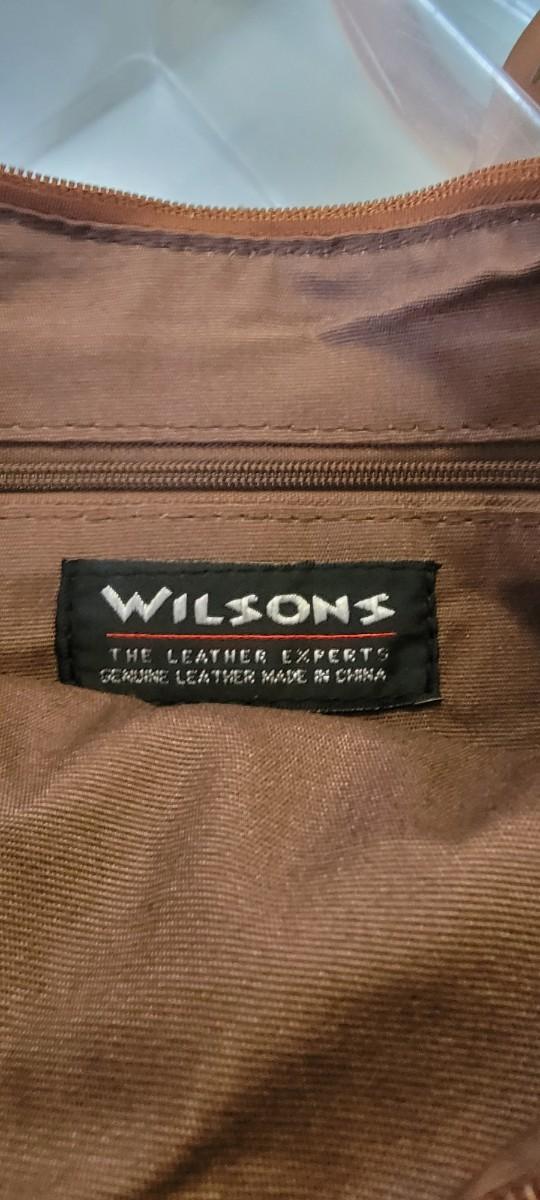 WILSONS
THE LEATHER EXPERTS
GENUINE LEATHER MADE IN CHINA